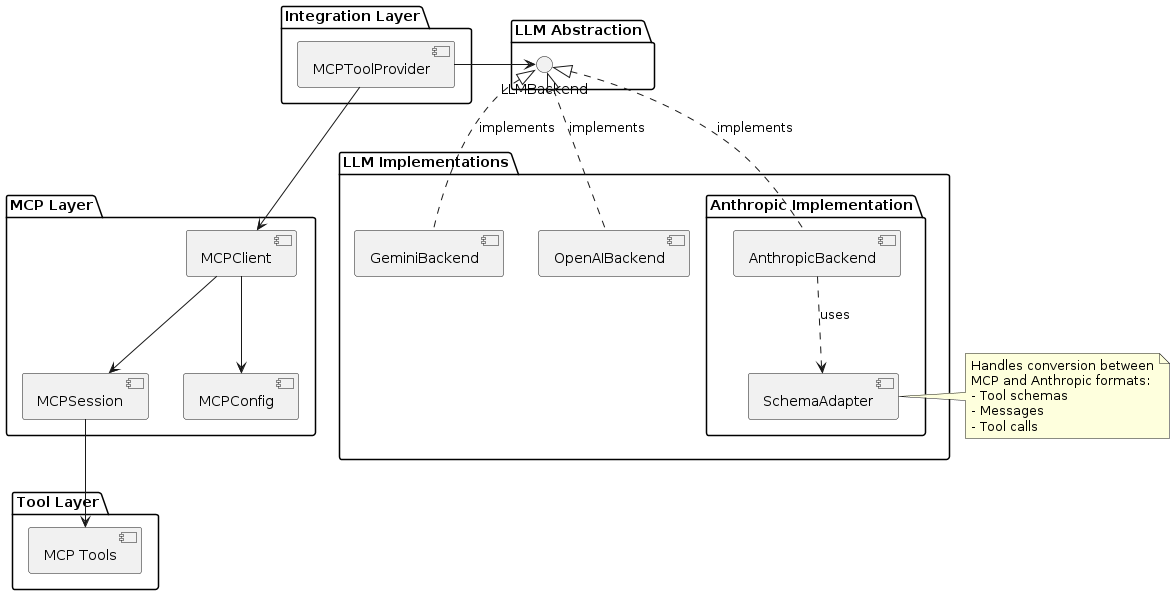 Integration Layer
LLM Abstraction
MCPToolProvider
LLMBackend
implements
implements
implements
LLM Implementations
MCP Layer
Anthropic Implementation
MCPClient
GeminiBackend
OpenAIBackend
AnthropicBackend
uses
MCPSession
MCPConfig
SchemaAdapter
Handles conversion between
MCP and Anthropic formats:
- Tool schemas
- Messages
- Tool calls
Tool Layer
MCP Tools